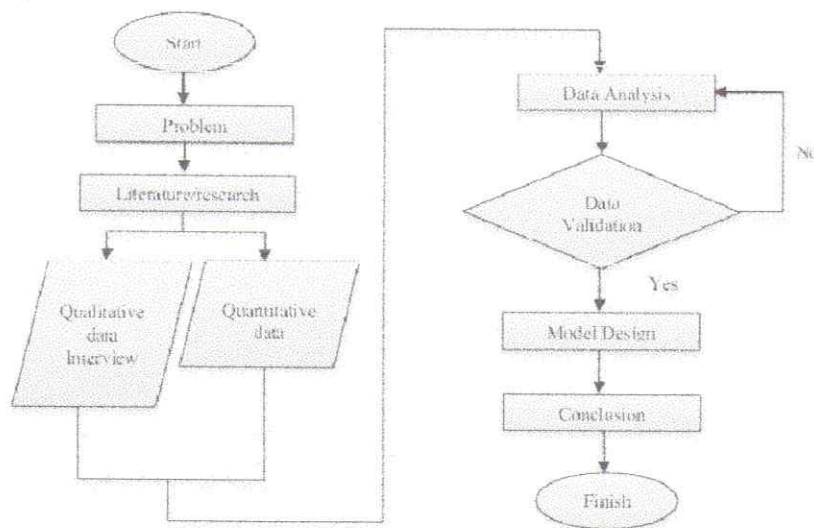 Start
Problem
Literature/research
Qualitative
data
Interview
Quantitative
data
Data Analysis
No
Data
Validation
Yes
Model Design
Conclusion
Finish